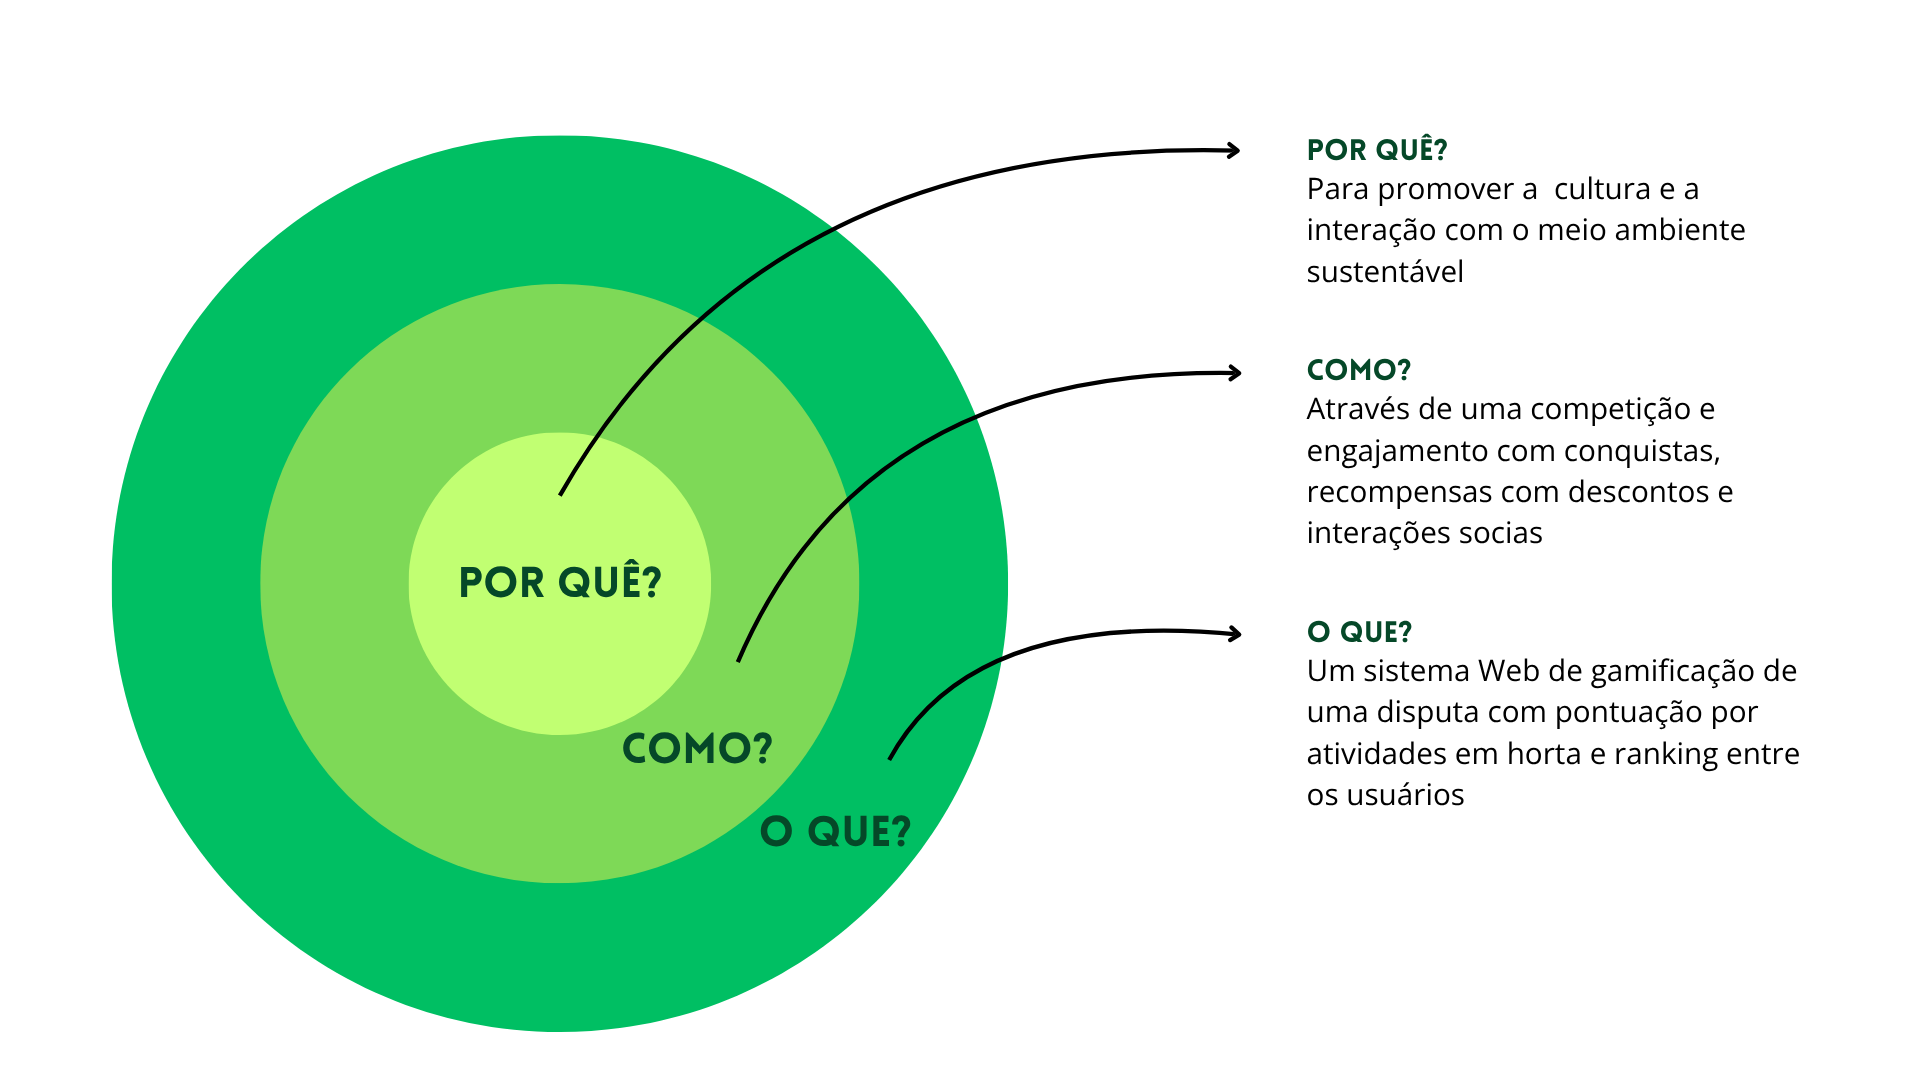 POR QUÊ?
COMO?
O QUE?
POR QUÊ?
Para promover a  cultura e a
interação com o meio ambiente
sustentável
COMO?
Através de uma competição e
engajamento com conquistas,
recompensas com descontos e
interações socias
O QUE?
Um sistema Web de gamificação de
uma disputa com pontuação por
atividades em horta e ranking entre
os usuários